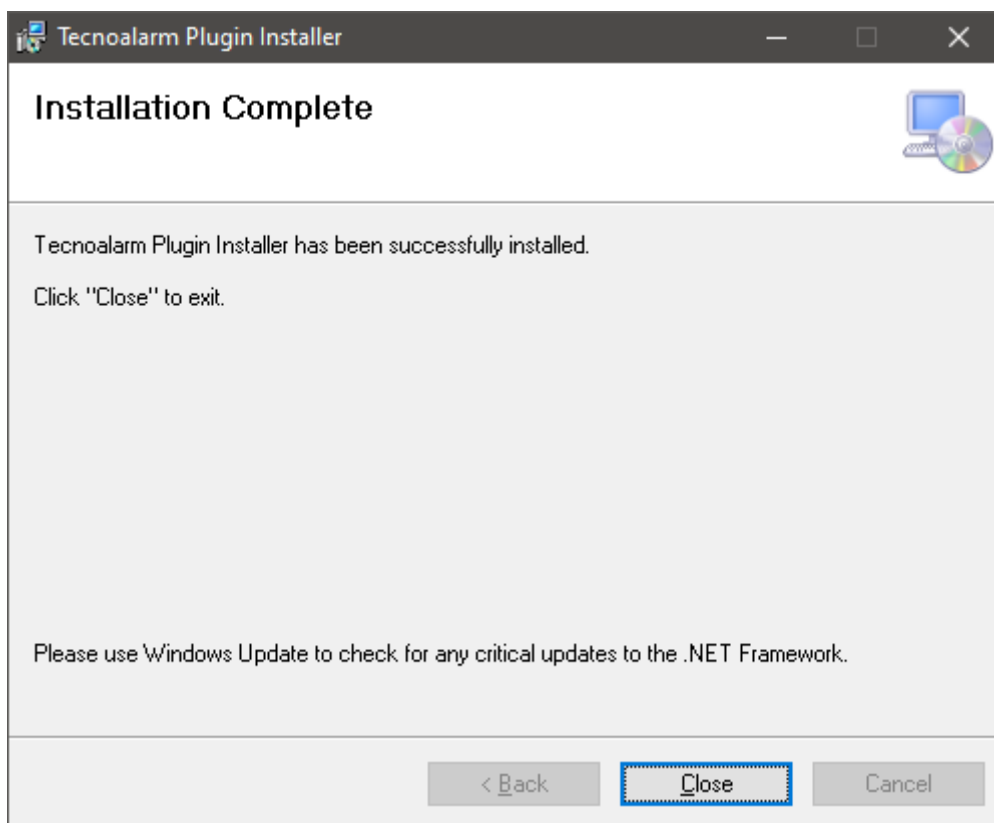 Tecnoalarm Plugin Installer
Installation Complete
Tecnoalarm Plugin Installer has been successfully installed.
Click "Close" to exit.
Please use Windows Update to check for any critical updates to the .NET Framework.
< Back Close Cancel